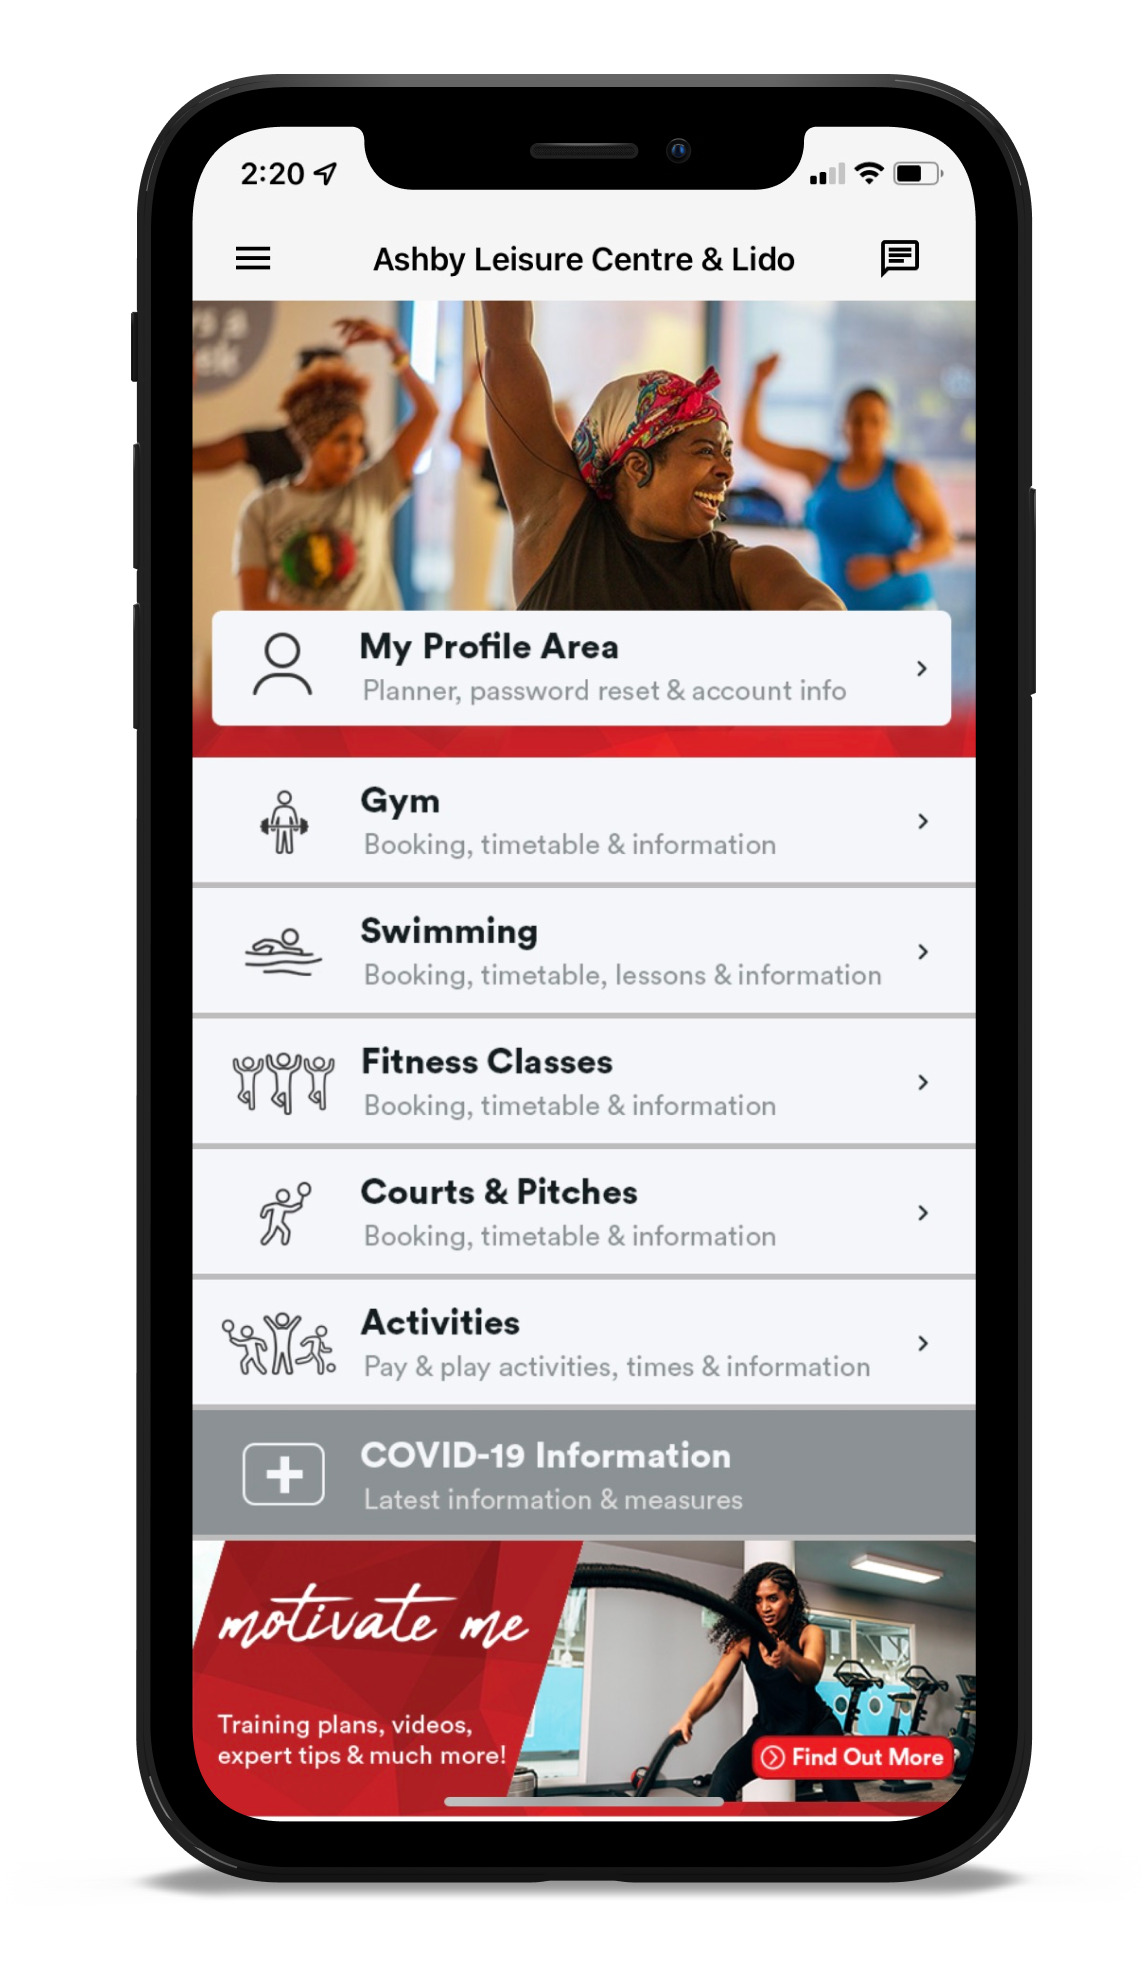 2:20
Ashby Leisure Centre & Lido
My Profile Area
Planner, password reset & account info
Gym
Booking, timetable & information
Swimming
Booking, timetable, lessons & information
Fitness Classes
Booking, timetable & information
Courts & Pitches
Booking, timetable & information
Activities
Pay & play activities, times & information
COVID-19 Information
Latest information & measures
motivate me
Training plans, videos,
expert tips & much more!
Find Out More